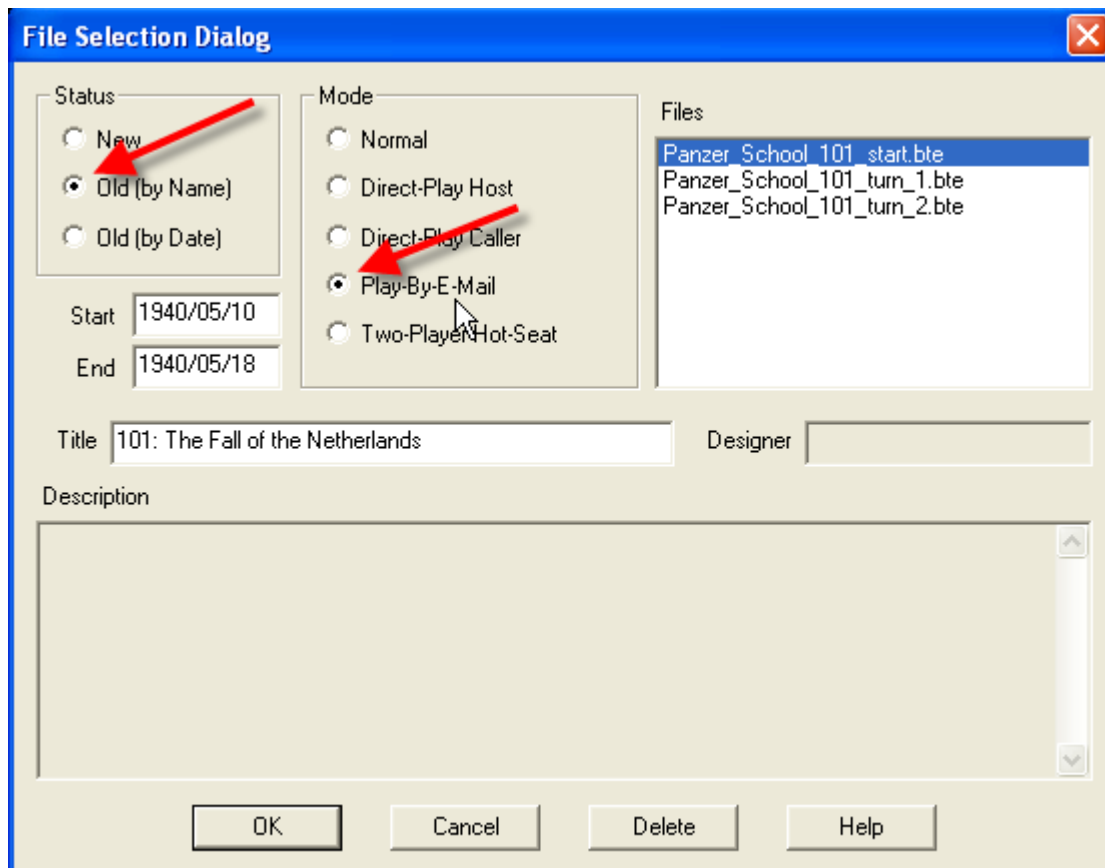 File Selection Dialog
Status
New
Old (by Name)
Old (by Date)
Start 1940/05/10
End 1940/05/18
Mode
Normal
Direct-Play Host
Direct-Play Caller
Play-By-E-Mail
Two-Player Hot-Seat
Files
Panzer_School_101_start.bte
Panzer_School_101_turn_1.bte
Panzer_School_101_turn_2.bte
Title 101: The Fall of the Netherlands
Designer
Description
OK Cancel Delete Help